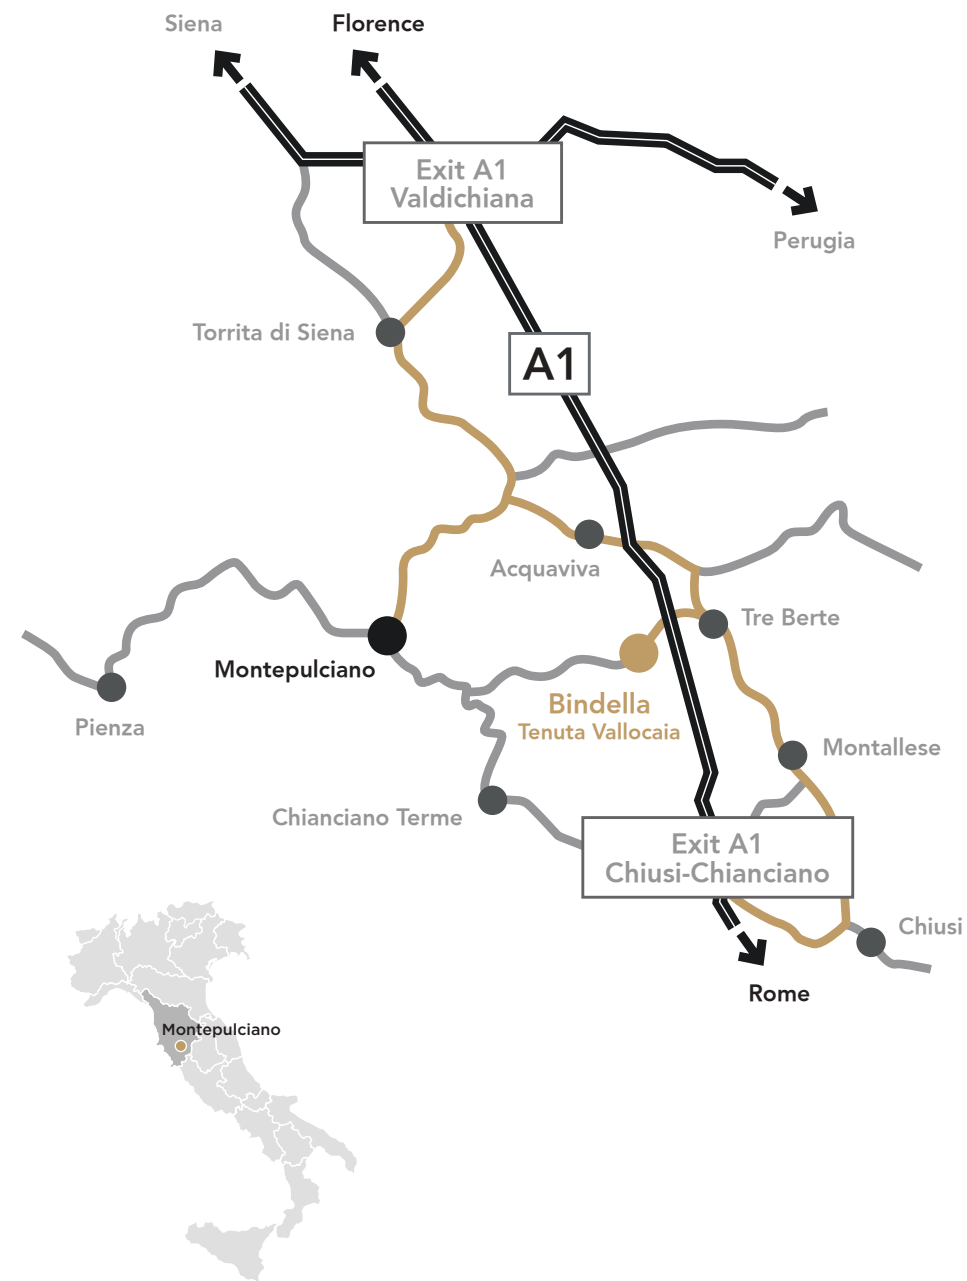 Siena
Florence
Exit A1
Valdichiana
Perugia
Torrita di Siena
A1
Acquaviva
Tre Berte
Montepulciano
Bindella
Tenuta Vallocaia
Pienza
Montallese
Chianciano Terme
Exit A1
Chiusi-Chianciano
Chiusi
Rome
Montepulciano